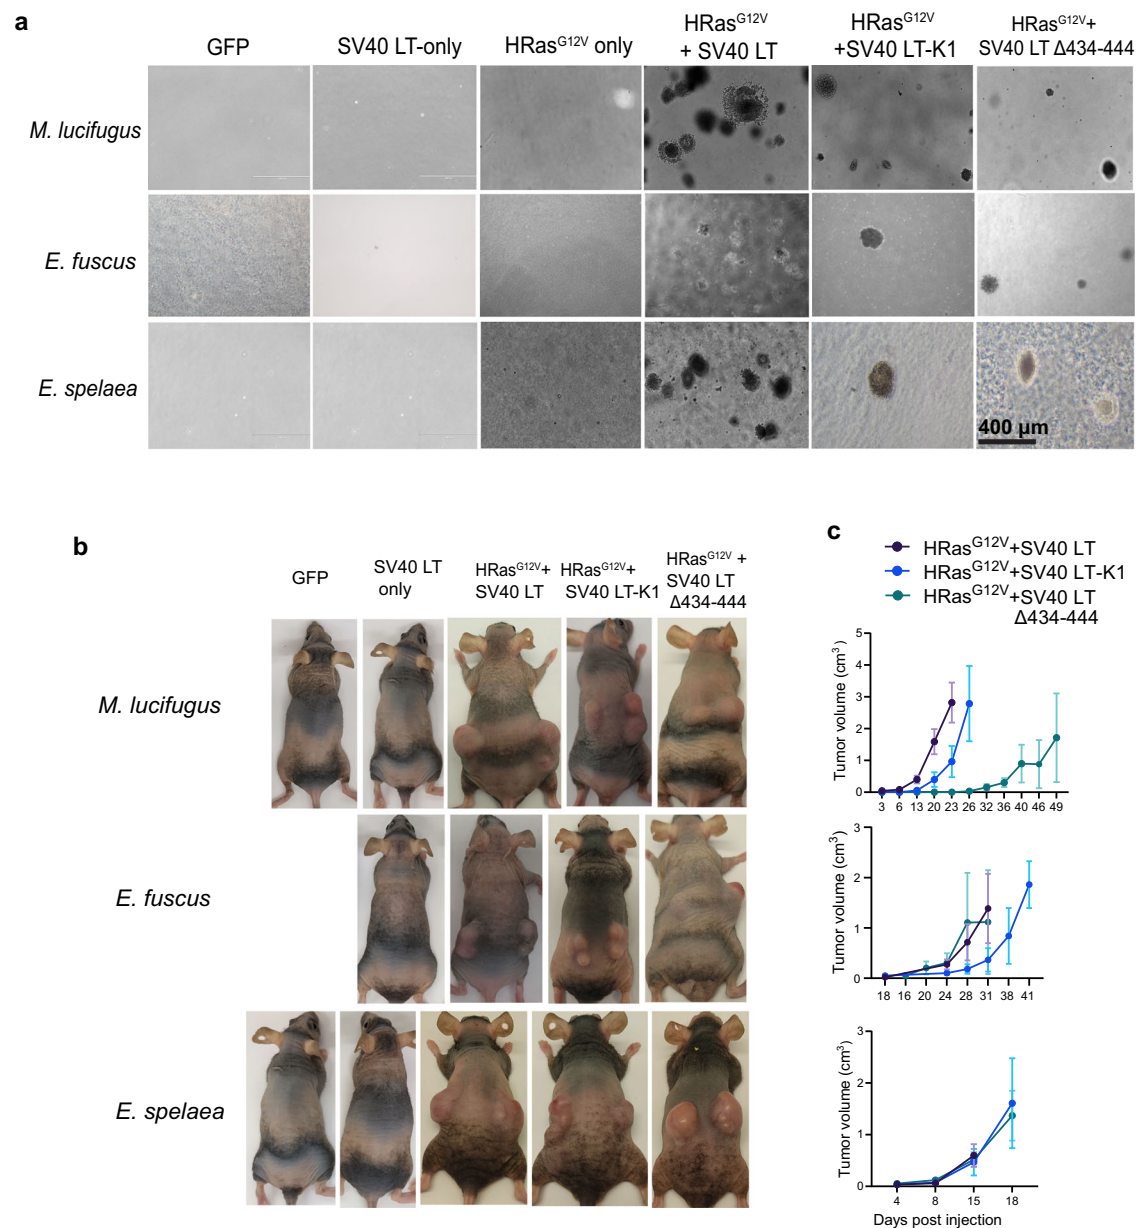 a
GFP
SV40 LT-only
HRasG12V only
HRasG12V
+ SV40 LT
HRasG12V
+SV40 LT-K1
HRasG12V+
SV40 LT Δ434-444
M. lucifugus
E. fuscus
E. spelaea
400 µm
b
GFP
SV40 LT
only
HRasG12V+
SV40 LT
HRasG12V+
SV40 LT-K1
HRasG12V +
SV40 LT
Δ434-444
M. lucifugus
E. fuscus
E. spelaea
c
HRasG12V+SV40 LT
HRasG12V+SV40 LT-K1
HRasG12V+SV40 LT
Δ434-444
Tumor volume (cm3)
5
4
3
2
1
0
3 6 13 20 23 26 32 36 40 46 49
Tumor volume (cm3)
3
2
1
0
18 16 20 24 28 31 38 41
Tumor volume (cm3)
3
2
1
0
4 8 15 18
Days post injection